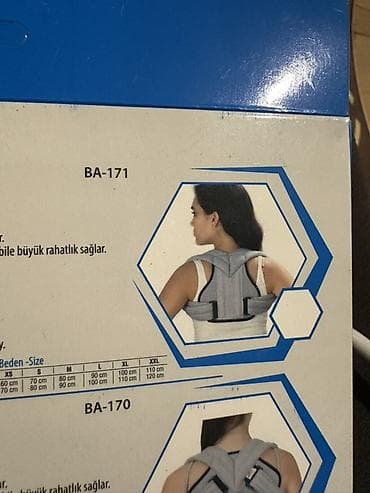 BA-171
r.
bile büyük rahatlık sağlar.
y.
Beden -Size
XS S M L XL XXL
60 cm 70 cm 80 cm 90 cm 100 cm 110 cm
70 cm 80 cm 90 cm 100 cm 110 cm 120 cm
BA-170
ar.
büyük rahatlık sağlar.